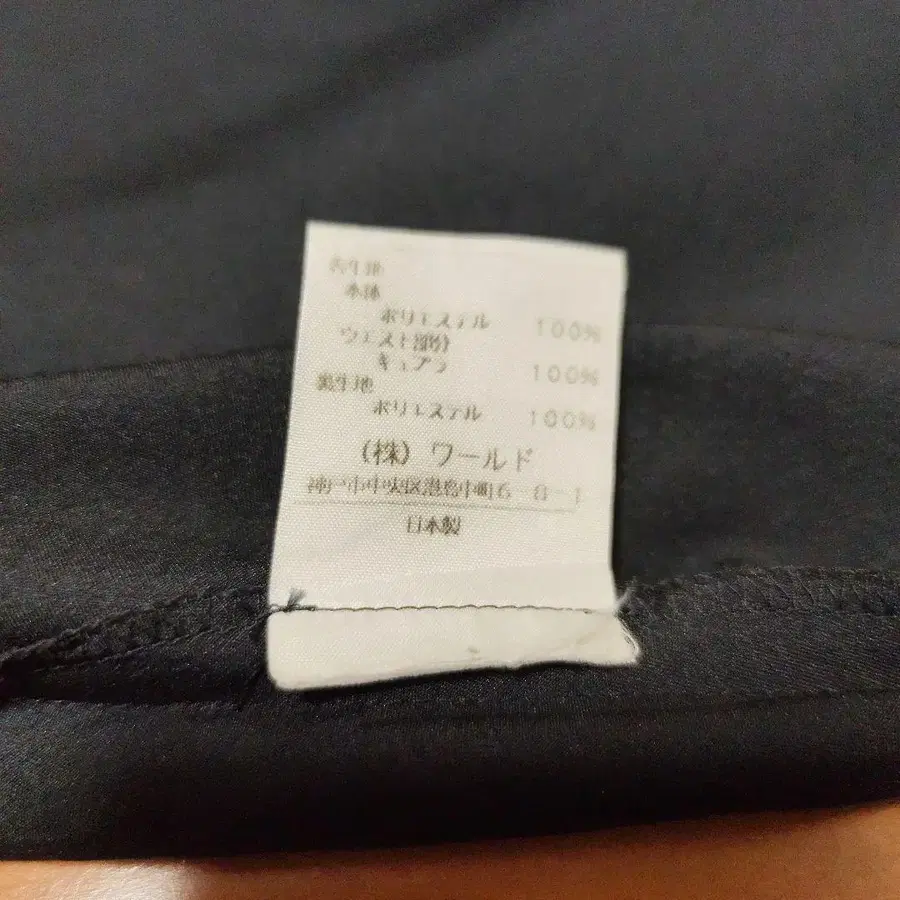 表生地
本体
ポリエステル 100%
ウエスト部分
キュプラ 100%
裏生地
ポリエステル 100%
(株) ワールド
神戸市中央区港島中町6-8-1
日本製